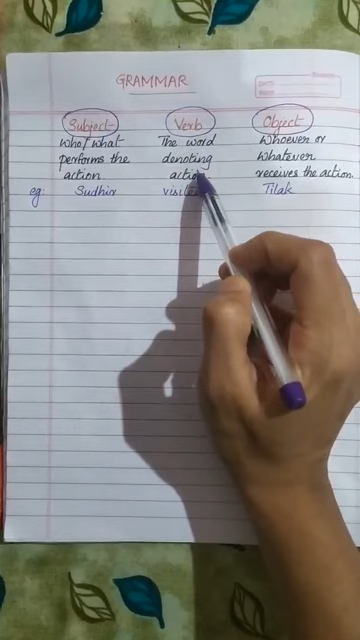 GRAMMAR
Subject Verb Object
Who/what The word Whoever or
performs the denoting whatever
action action receives the action.
eg: Sudhir Tilak